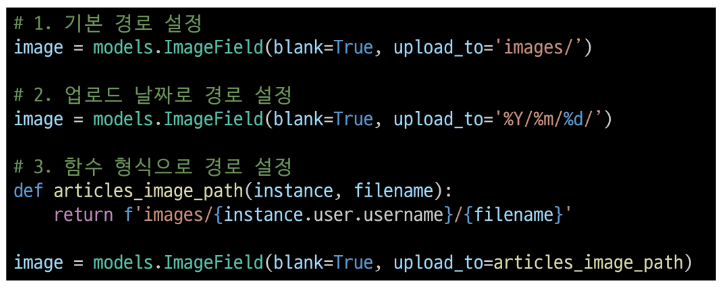 # 1. 기본 경로 설정
image = models.ImageField(blank=True, upload_to='images/’)
# 2. 업로드 날짜로 경로 설정
image = models.ImageField(blank=True, upload_to='%Y/%m/%d/’)
# 3. 함수 형식으로 경로 설정
def articles_image_path(instance, filename):
    return f'images/{instance.user.username}/{filename}'
image = models.ImageField(blank=True, upload_to=articles_image_path)